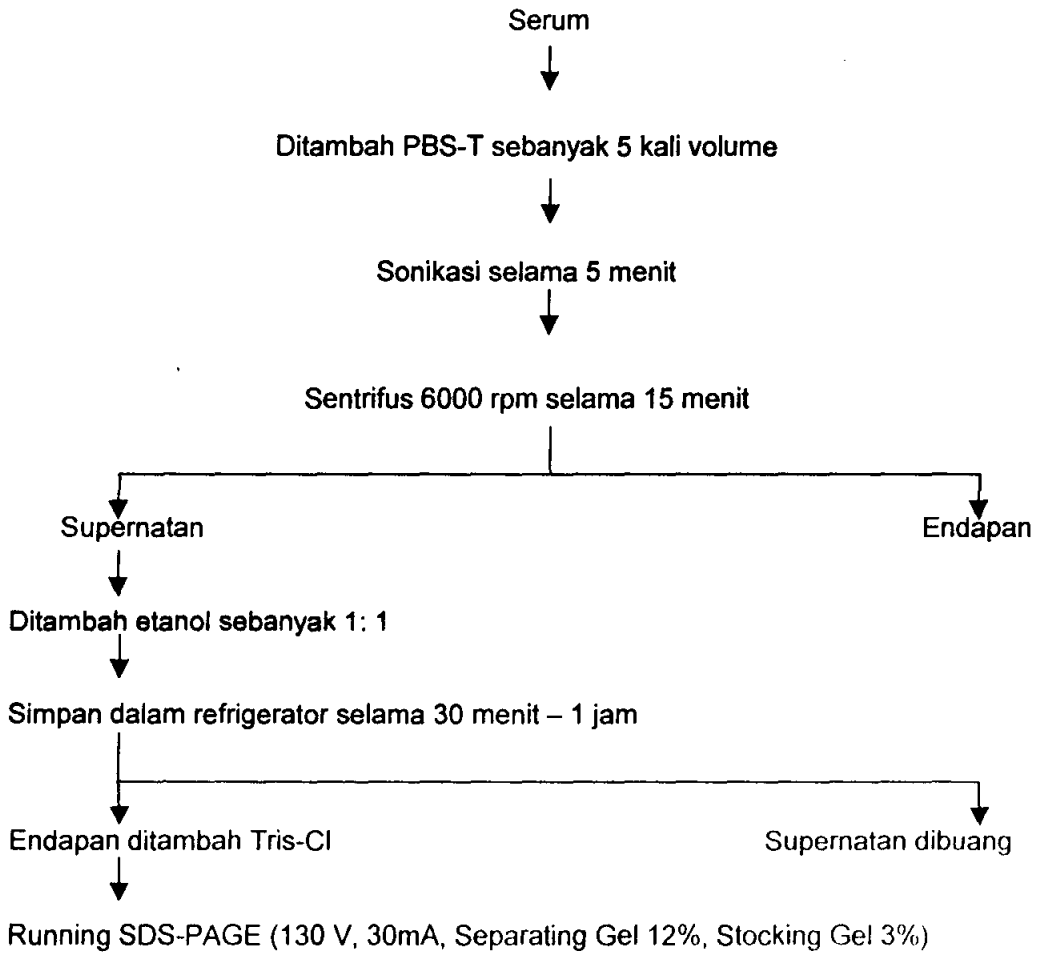 Serum
Ditambah PBS-T sebanyak 5 kali volume
Sonikasi selama 5 menit
Sentrifus 6000 rpm selama 15 menit
Supernatan
Endapan
Ditambah etanol sebanyak 1: 1
Simpan dalam refrigerator selama 30 menit – 1 jam
Endapan ditambah Tris-Cl
Supernatan dibuang
Running SDS-PAGE (130 V, 30mA, Separating Gel 12%, Stocking Gel 3%)